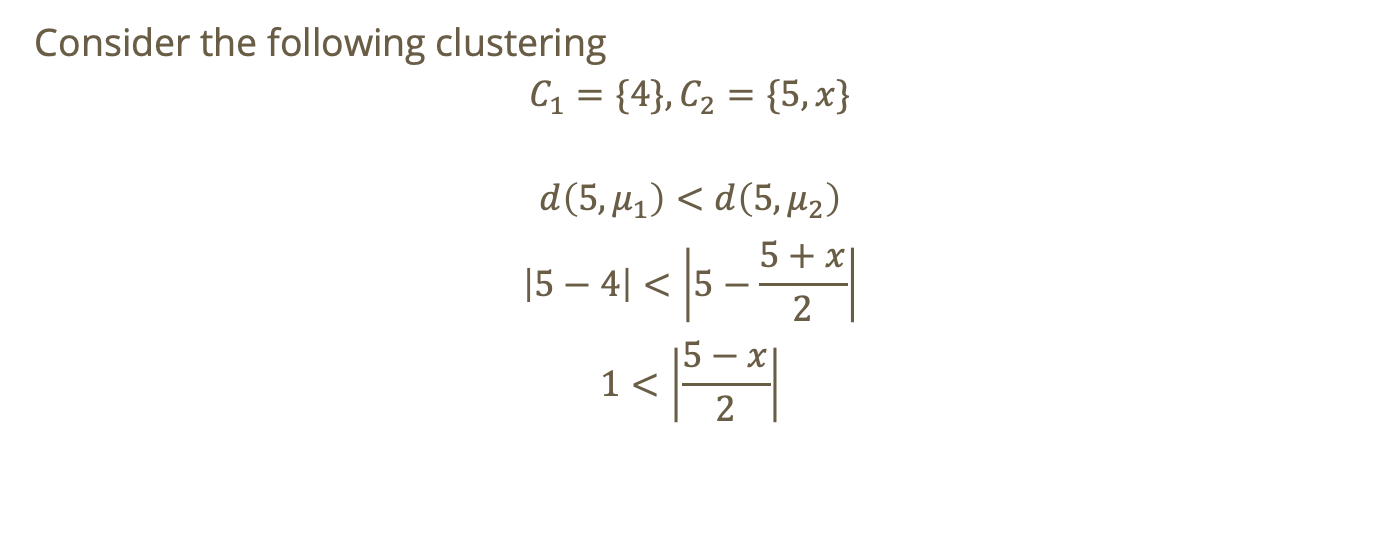 Consider the following clustering
C₁ = {4}, C₂ = {5, x}
d(5, μ₁) < d(5, μ₂)
|5 − 4| < |5 − (5 + x)/2|
1 < |(5 − x)/2|